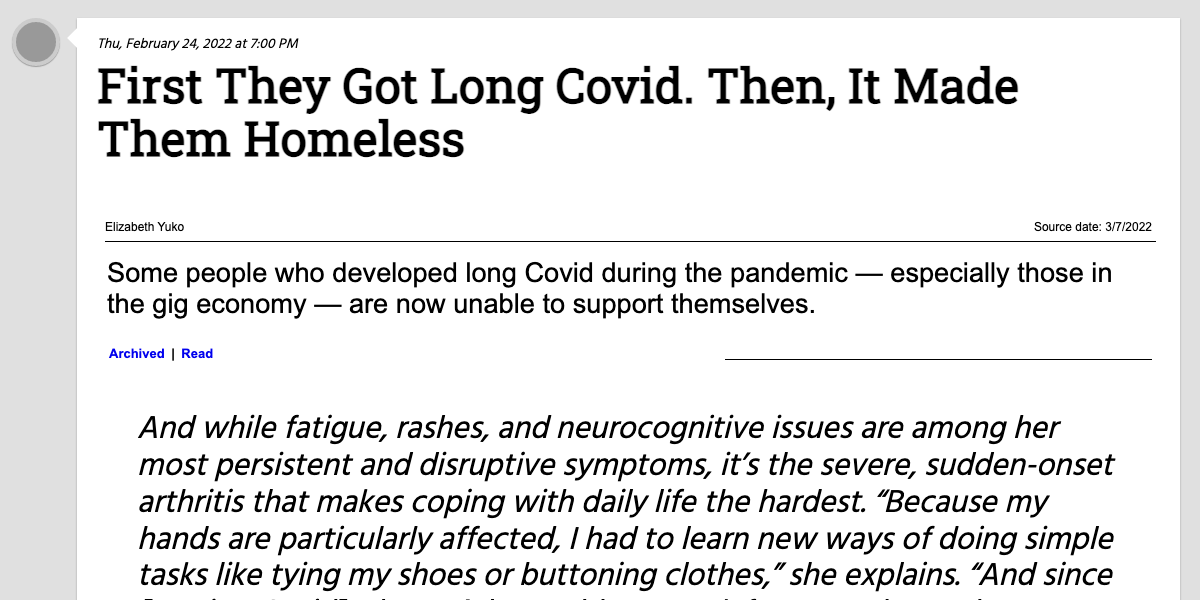 Thu, February 24, 2022 at 7:00 PM
First They Got Long Covid. Then, It Made
Them Homeless
Elizabeth Yuko
Source date: 3/7/2022
Some people who developed long Covid during the pandemic — especially those in
the gig economy — are now unable to support themselves.
Archived | Read
And while fatigue, rashes, and neurocognitive issues are among her
most persistent and disruptive symptoms, it’s the severe, sudden-onset
arthritis that makes coping with daily life the hardest. “Because my
hands are particularly affected, I had to learn new ways of doing simple
tasks like tying my shoes or buttoning clothes,” she explains. “And since